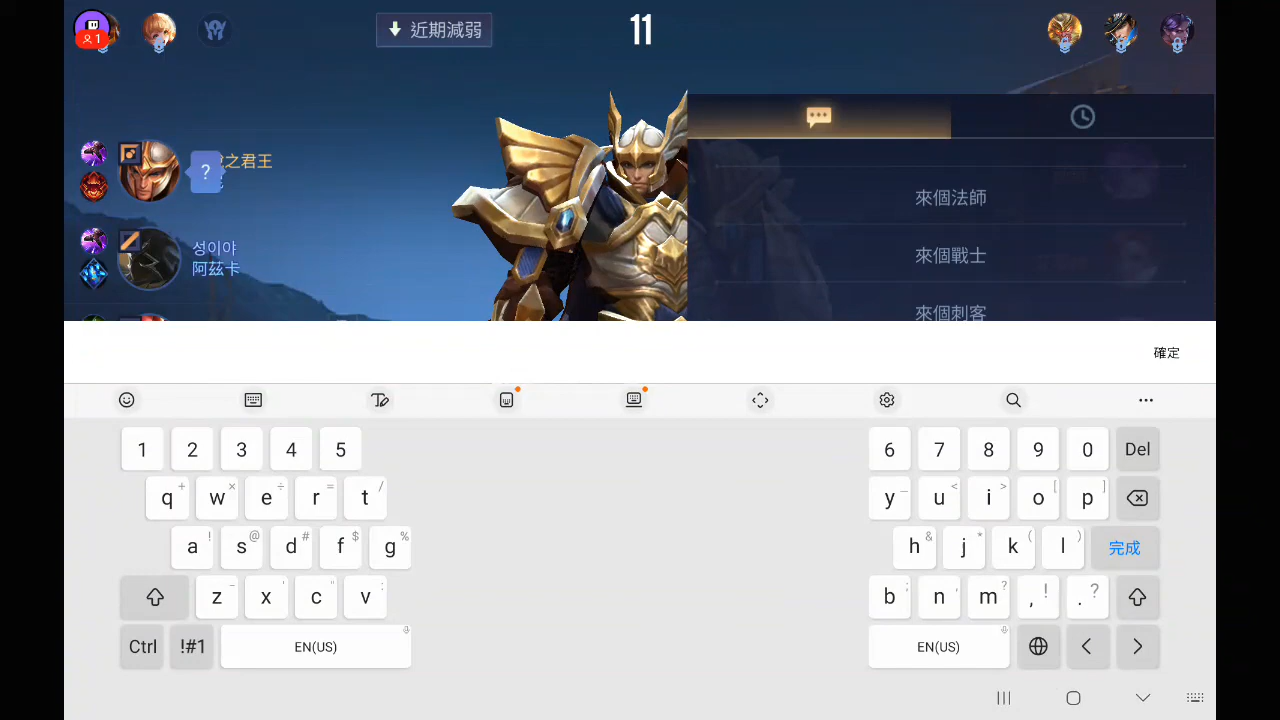 1
近期減弱
11
之君王
?
성이야
阿茲卡
來個法師
來個戰士
來個刺客
確定
1 2 3 4 5 6 7 8 9 0 Del
q + w × e ÷ r = t / y _ u < i > o [ p ]
a ! s @ d # f $ g % h & j * k ( l ) 完成
z - x ' c " v : b ; n , m ? , ! . ?
Ctrl !#1 EN(US) EN(US) < >